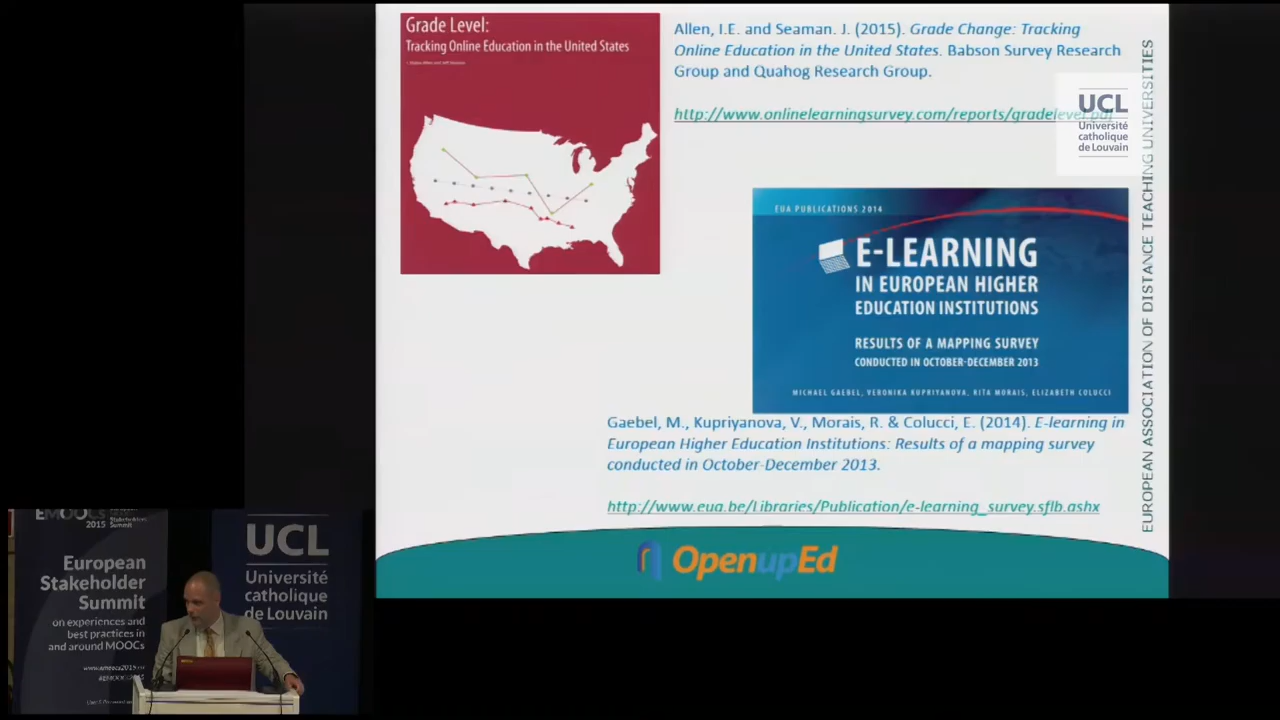 Grade Level:
Tracking Online Education in the United States
Allen, I.E. and Seaman. J. (2015). Grade Change: Tracking
Online Education in the United States. Babson Survey Research
Group and Quahog Research Group.
http://www.onlinelearningsurvey.com/reports/gradelevel.pdf
UCL
Université
catholique
de Louvain
EUROPEAN ASSOCIATION OF DISTANCE TEACHING UNIVERSITIES
EUA PUBLICATIONS 2014
E-LEARNING
IN EUROPEAN HIGHER
EDUCATION INSTITUTIONS
RESULTS OF A MAPPING SURVEY
CONDUCTED IN OCTOBER-DECEMBER 2013
MICHAEL GAEBEL, VERONIKA KUPRIYANOVA, RITA MORAIS, ELIZABETH COLUCCI
Gaebel, M., Kupriyanova, V., Morais, R. & Colucci, E. (2014). E-learning in
European Higher Education Institutions: Results of a mapping survey
conducted in October-December 2013.
http://www.eua.be/Libraries/Publication/e-learning_survey.sflb.ashx
OpenupEd
EMOOCs
2015
Stakeholders
Summit
European
Stakeholder
Summit
on experiences and
best practices in
and around MOOCs
UCL
Université
catholique
de Louvain